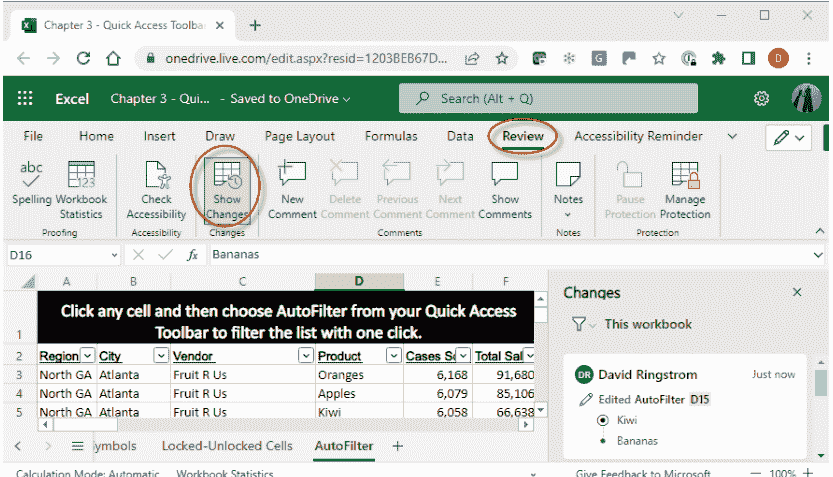 Chapter 3 - Quick Access Toolbar
onedrive.live.com/edit.aspx?resid=1203BEB67D...
G
D
Excel Chapter 3 - Qui... - Saved to OneDrive Search (Alt + Q)
File Home Insert Draw Page Layout Formulas Data Review Accessibility Reminder
abc 123
Spelling Workbook Check Show New Delete Previous Next Show Notes Pause Manage
Statistics Accessibility Changes Comment Comment Comment Comment Comments Protection Protection
Proofing Accessibility Changes Comments Notes Protection
D16 fx Bananas
A B C D E F
Changes
Click any cell and then choose AutoFilter from your Quick Access
1 Toolbar to filter the list with one click.
This workbook
2 Region City Vendor Product Cases So Total Sal
3 North GA Atlanta Fruit R Us Oranges 6,168 91,680
4 North GA Atlanta Fruit R Us Apples 6,079 85,106
5 North GA Atlanta Fruit R Us Kiwi 6,058 66,638
DR David Ringstrom Just now
Edited AutoFilter D15
Kiwi
Bananas
ymbols Locked-Unlocked Cells AutoFilter
Calculation Mode: Automatic Workbook Statistics Give Feedback to Microsoft 100%